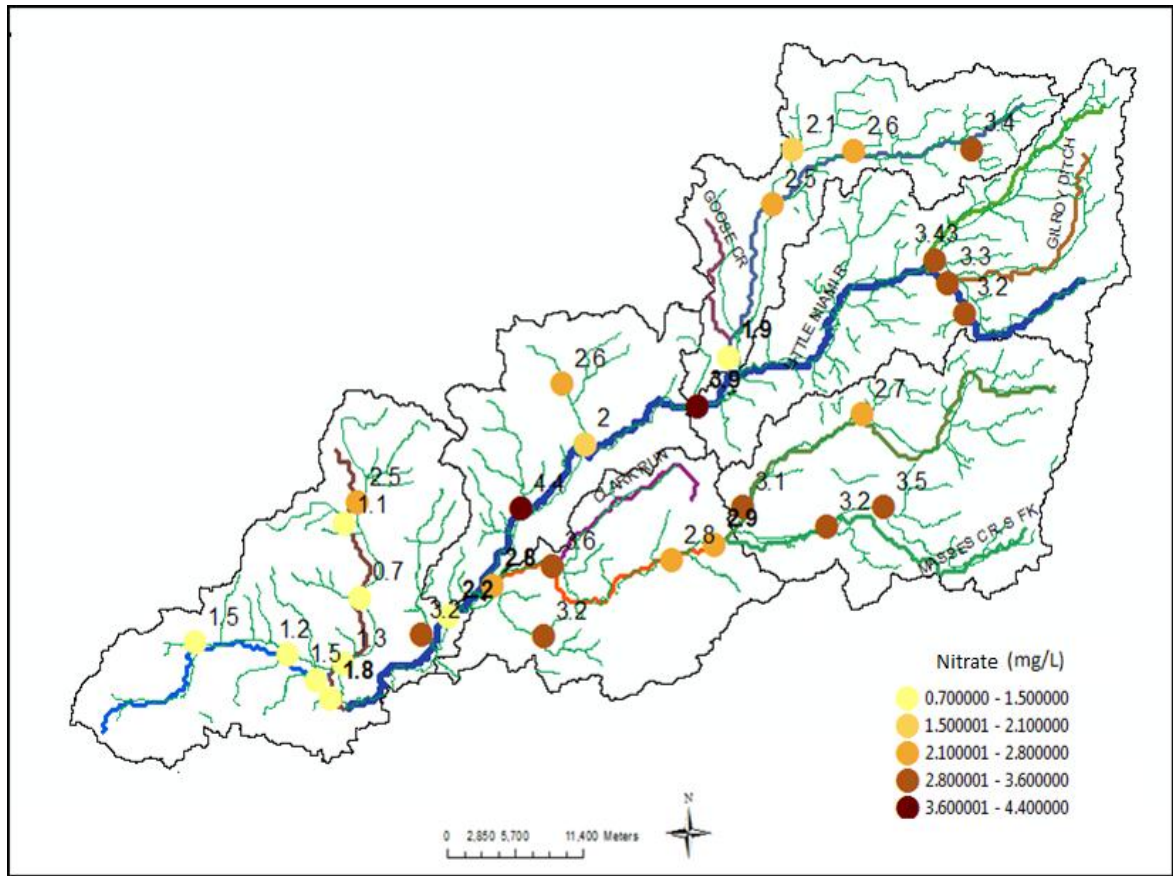 2.1
2.6
3.4
2.5
GOOSE CR
GILROY DITCH
3.43
3.3
3.2
LITTLE MIAMI R
1.9
3.9
2.6
2
2.7
CLARK RUN
4.4
3.1
3.5
3.2
2.9
2.8
MASSIES CR S FK
2.5
1.1
3.6
2.8
0.7
2.2
3.2
3.2
1.5
1.2
1.3
1.5
1.8
Nitrate (mg/L)
0.700000 - 1.500000
1.500001 - 2.100000
2.100001 - 2.800000
2.800001 - 3.600000
3.600001 - 4.400000
N
0 2,850 5,700 11,400 Meters